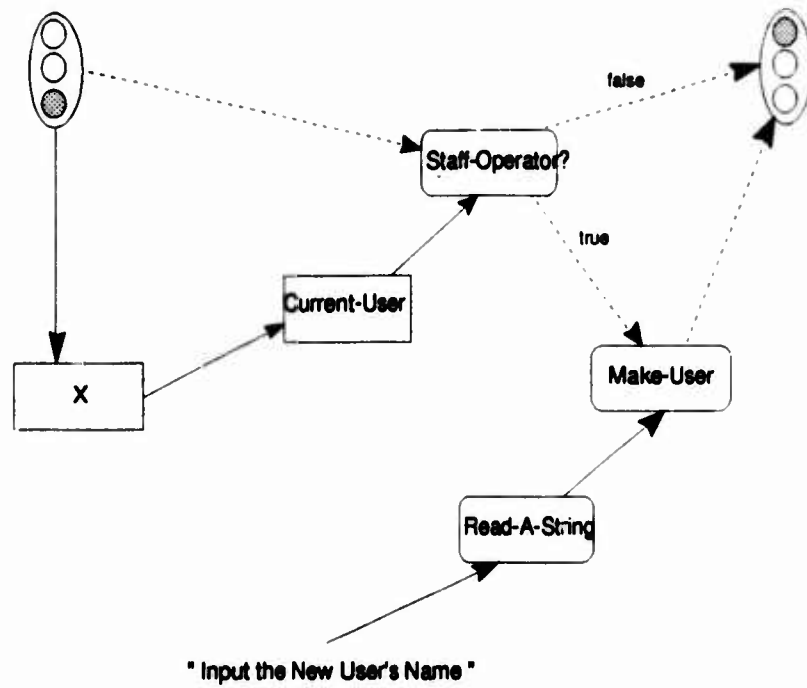 false
Staff-Operator?
true
Current-User
Make-User
X
Read-A-String
" Input the New User's Name "